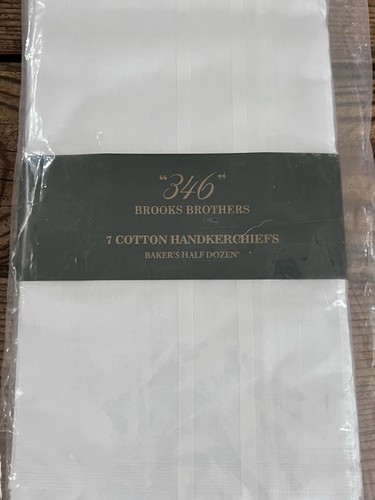 “346”
BROOKS BROTHERS
7 COTTON HANDKERCHIEFS
BAKER'S HALF DOZEN